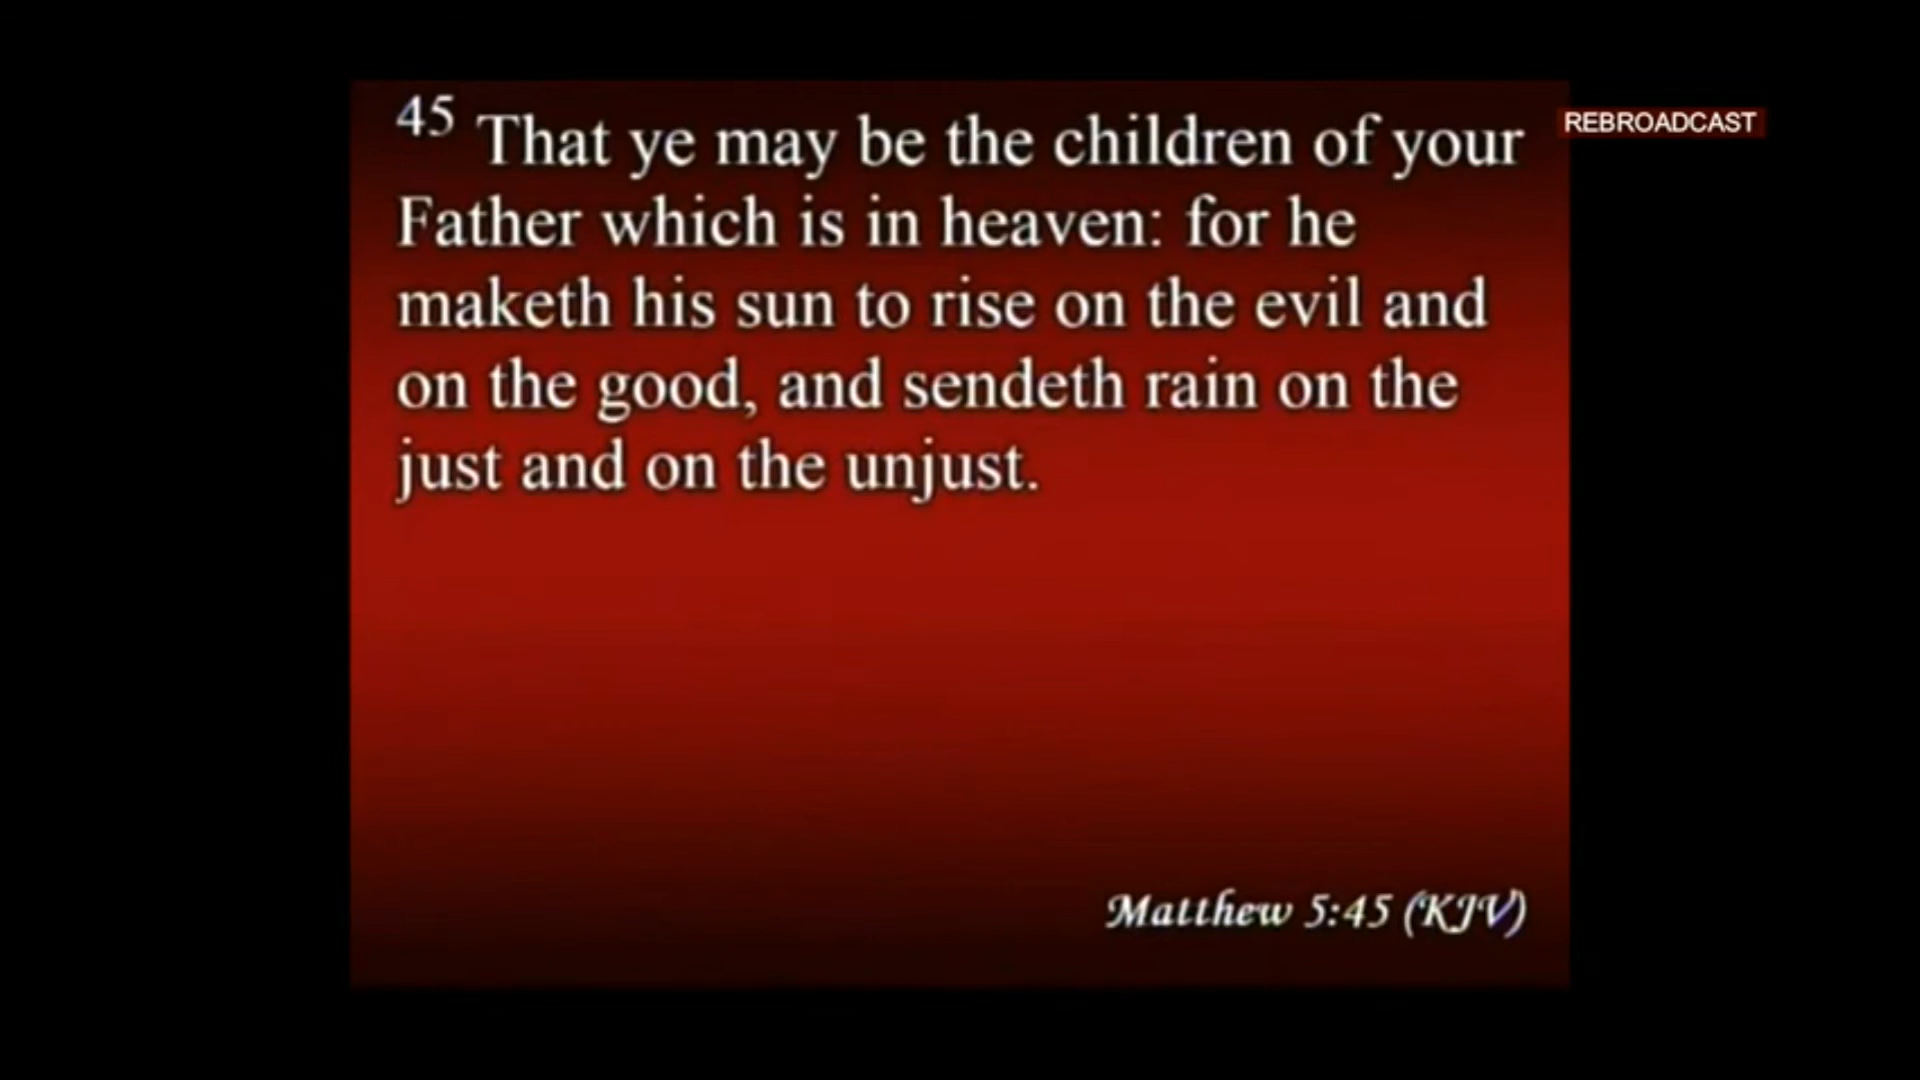 45 That ye may be the children of your
REBROADCAST
Father which is in heaven: for he
maketh his sun to rise on the evil and
on the good, and sendeth rain on the
just and on the unjust.
Matthew 5:45 (KJV)